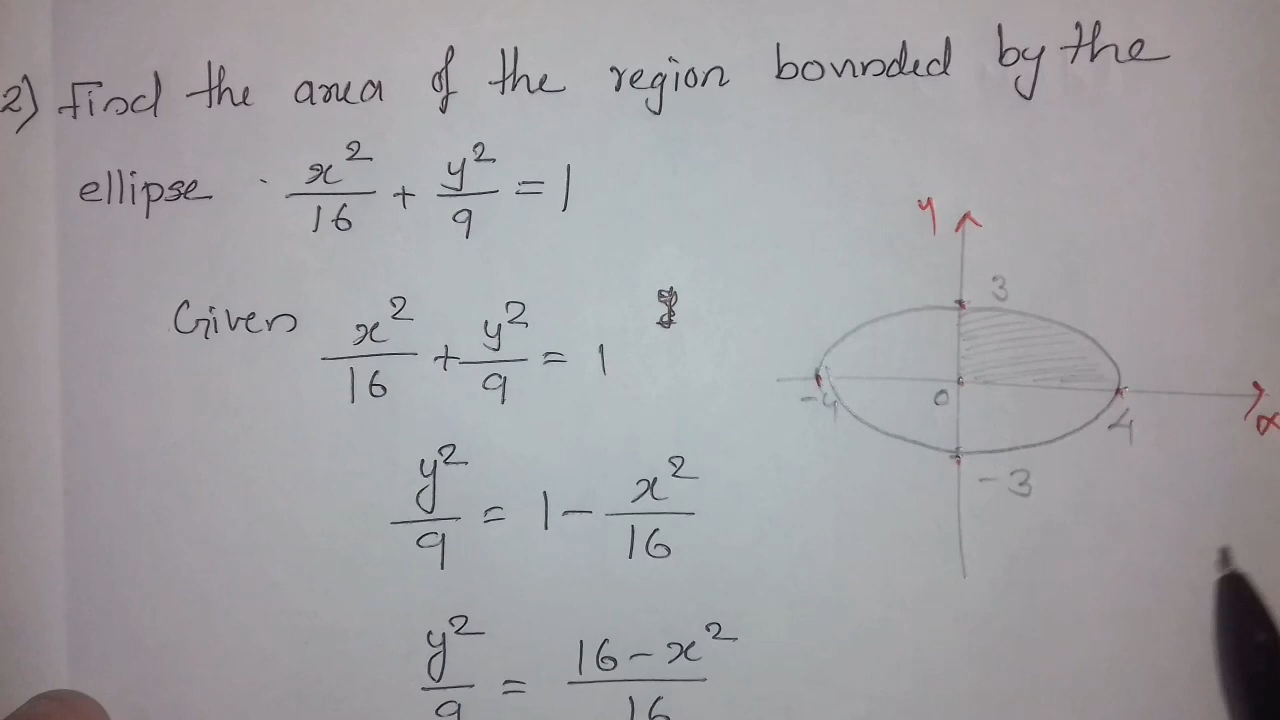 2) Find the area of the region bounded by the
ellipse · x²/16 + y²/9 = 1
Given x²/16 + y²/9 = 1
y²/9 = 1 - x²/16
y²/9 = 16 - x²/16
y
3
-4
0
4
x
-3